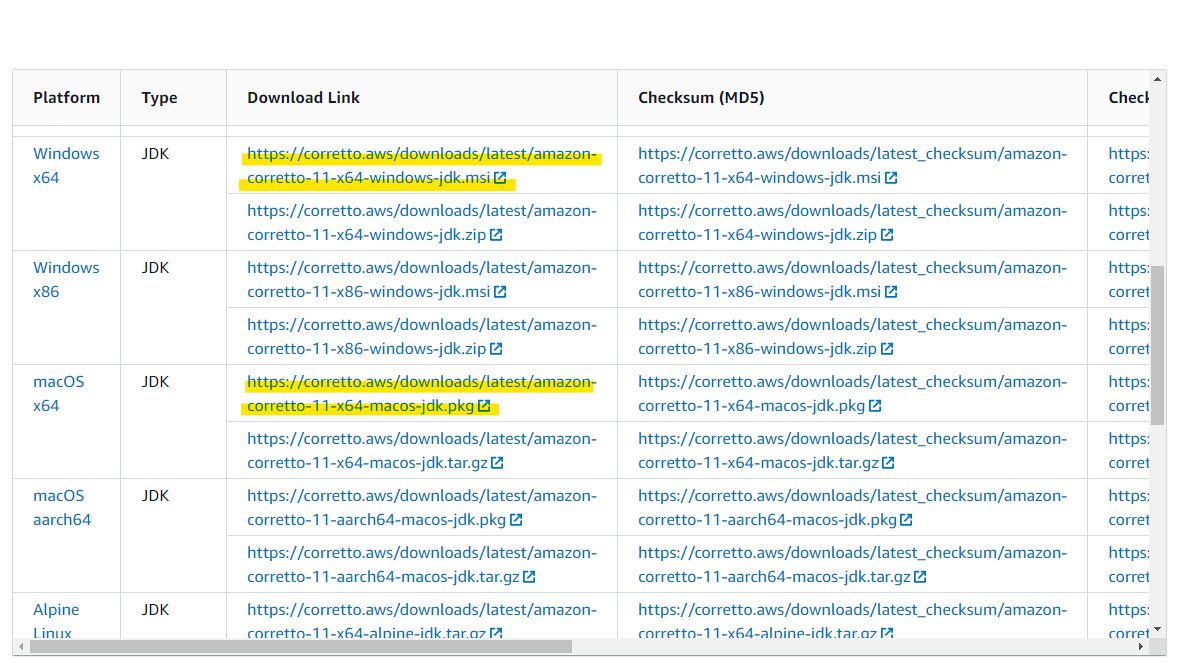 Platform Type Download Link Checksum (MD5) Check
Windows JDK https://corretto.aws/downloads/latest/amazon- https://corretto.aws/downloads/latest_checksum/amazon- https:
x64 corretto-11-x64-windows-jdk.msi corretto-11-x64-windows-jdk.msi corret
https://corretto.aws/downloads/latest/amazon- https://corretto.aws/downloads/latest_checksum/amazon- https:
corretto-11-x64-windows-jdk.zip corretto-11-x64-windows-jdk.zip corret
Windows JDK https://corretto.aws/downloads/latest/amazon- https://corretto.aws/downloads/latest_checksum/amazon- https:
x86 corretto-11-x86-windows-jdk.msi corretto-11-x86-windows-jdk.msi corret
https://corretto.aws/downloads/latest/amazon- https://corretto.aws/downloads/latest_checksum/amazon- https:
corretto-11-x86-windows-jdk.zip corretto-11-x86-windows-jdk.zip corret
macOS JDK https://corretto.aws/downloads/latest/amazon- https://corretto.aws/downloads/latest_checksum/amazon- https:
x64 corretto-11-x64-macos-jdk.pkg corretto-11-x64-macos-jdk.pkg corret
https://corretto.aws/downloads/latest/amazon- https://corretto.aws/downloads/latest_checksum/amazon- https:
corretto-11-x64-macos-jdk.tar.gz corretto-11-x64-macos-jdk.tar.gz corret
macOS JDK https://corretto.aws/downloads/latest/amazon- https://corretto.aws/downloads/latest_checksum/amazon- https:
aarch64 corretto-11-aarch64-macos-jdk.pkg corretto-11-aarch64-macos-jdk.pkg corret
https://corretto.aws/downloads/latest/amazon- https://corretto.aws/downloads/latest_checksum/amazon- https:
corretto-11-aarch64-macos-jdk.tar.gz corretto-11-aarch64-macos-jdk.tar.gz corret
Alpine JDK https://corretto.aws/downloads/latest/amazon- https://corretto.aws/downloads/latest_checksum/amazon- https:
Linux corretto-11-x64-alpine-jdk.tar.gz corretto-11-x64-alpine-jdk.tar.gz corret